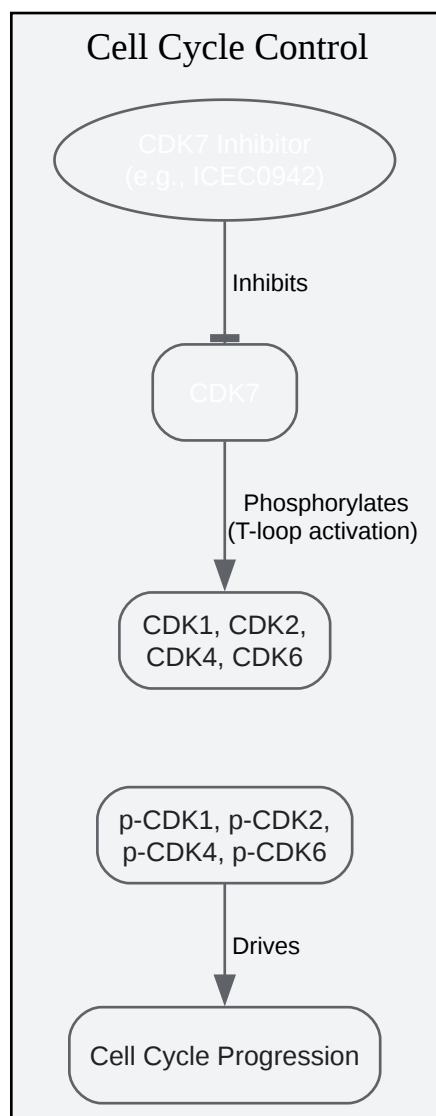 Cell Cycle Control
CDK7 Inhibitor
(e.g., ICEC0942)
Inhibits
CDK7
Phosphorylates
(T-loop activation)
CDK1, CDK2,
CDK4, CDK6
p-CDK1, p-CDK2,
p-CDK4, p-CDK6
Drives
Cell Cycle Progression